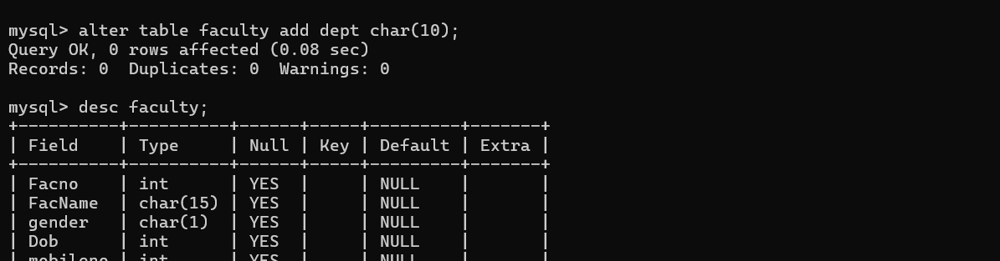 mysql> alter table faculty add dept char(10);
Query OK, 0 rows affected (0.08 sec)
Records: 0  Duplicates: 0  Warnings: 0
mysql> desc faculty;
+----------+----------+------+-----+---------+-------+
| Field    | Type     | Null | Key | Default | Extra |
+----------+----------+------+-----+---------+-------+
| Facno    | int      | YES  |     | NULL    |       |
| FacName  | char(15) | YES  |     | NULL    |       |
| gender   | char(1)  | YES  |     | NULL    |       |
| Dob      | int      | YES  |     | NULL    |       |
| mobileno | int      | YES  |     | NULL    |       |